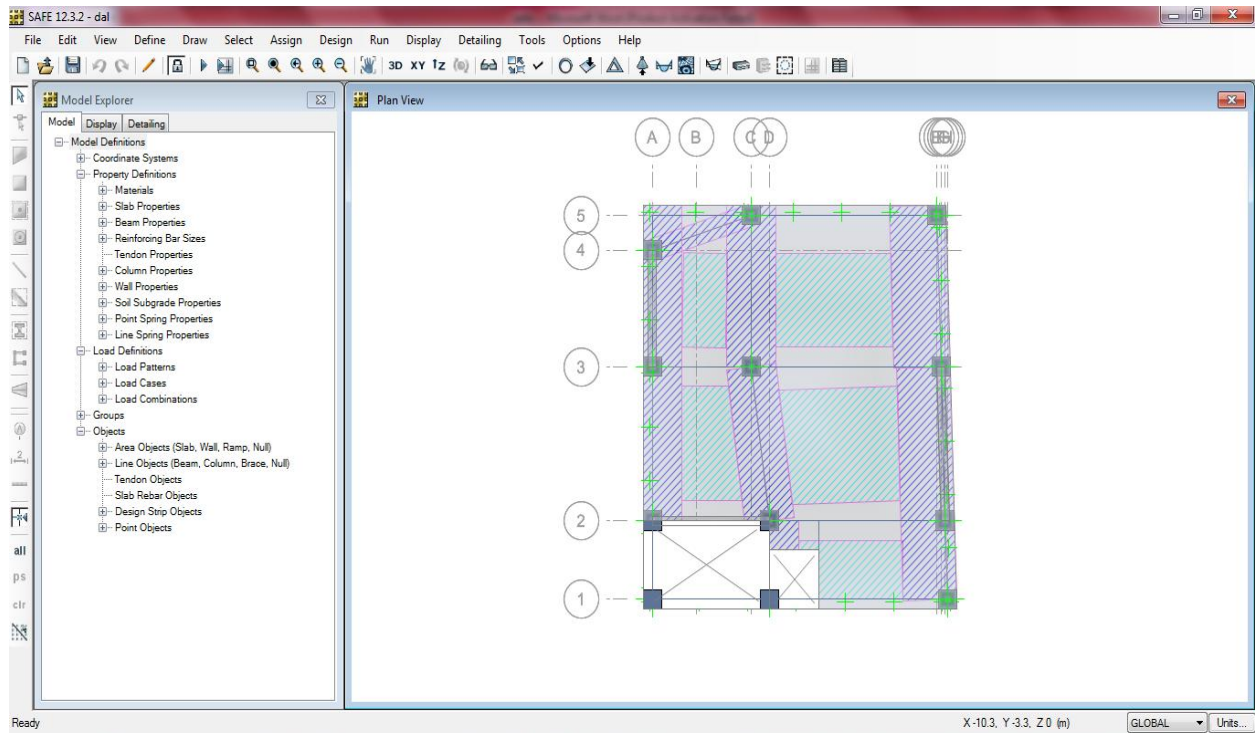 SAFE 12.3.2 - dal
File Edit View Define Draw Select Assign Design Run Display Detailing Tools Options Help
3D XY
Model Explorer
Plan View
Model Display Detailing
Model Definitions
Coordinate Systems
Property Definitions
Materials
Slab Properties
Beam Properties
Reinforcing Bar Sizes
Tendon Properties
Column Properties
Wall Properties
Soil Subgrade Properties
Point Spring Properties
Line Spring Properties
Load Definitions
Load Patterns
Load Cases
Load Combinations
Groups
Objects
Area Objects (Slab, Wall, Ramp, Null)
Line Objects (Beam, Column, Brace, Null)
Tendon Objects
Slab Rebar Objects
Design Strip Objects
Point Objects
all
ps
clr
A B C D
5
4
3
2
1
Ready
X -10.3, Y -3.3, Z 0 (m)
GLOBAL
Units...